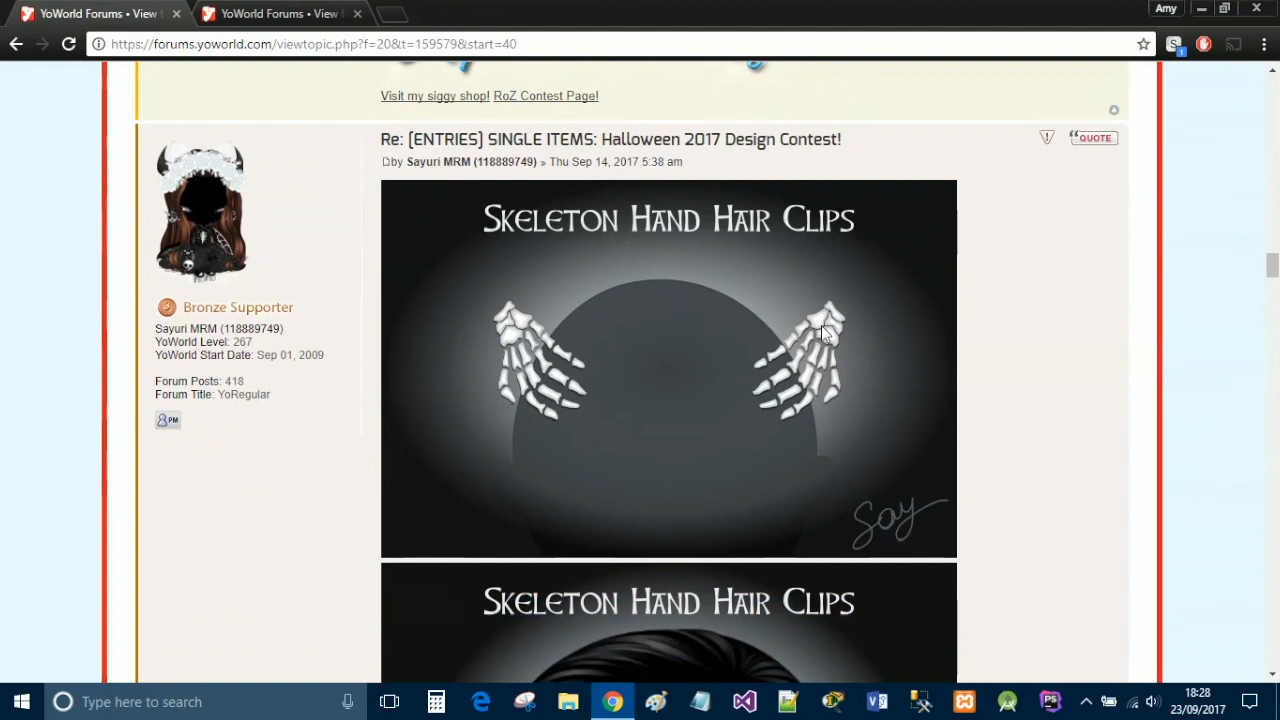 YoWorld Forums • View t
YoWorld Forums • View f
Amy
https://forums.yoworld.com/viewtopic.php?f=20&t=159579&start=40
Visit my siggy shop! RoZ Contest Page!
Re: [ENTRIES] SINGLE ITEMS: Halloween 2017 Design Contest!
QUOTE
by Sayuri MRM (118889749) » Thu Sep 14, 2017 5:38 am
SKELETON HAND HAIR CLIPS
Bronze Supporter
Sayuri MRM (118889749)
YoWorld Level: 267
YoWorld Start Date: Sep 01, 2009
Forum Posts: 418
Forum Title: YoRegular
PM
Say
SKELETON HAND HAIR CLIPS
Type here to search
18:28
23/09/2017